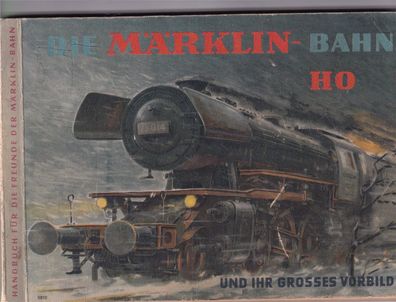 DIE MÄRKLIN-BAHN
HO
UND IHR GROSSES VORBILD
HANDBUCH FÜR DIE FREUNDE DER MÄRKLIN-BAHN